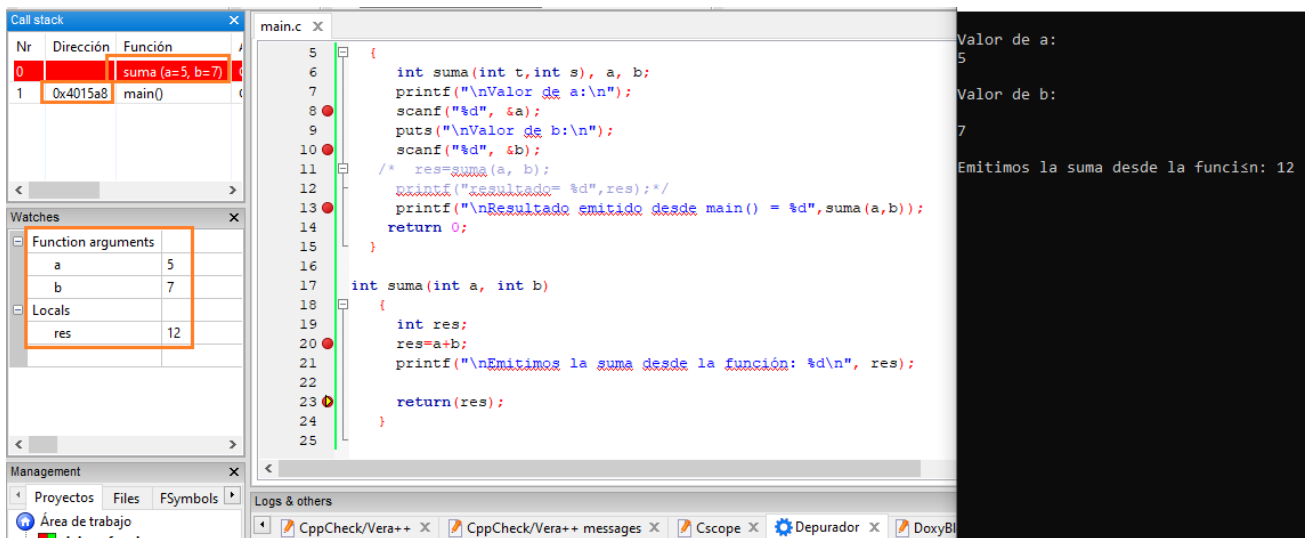 Call stack
Nr Dirección Función
0 suma (a=5, b=7)
1 0x4015a8 main()
Watches
Function arguments
a 5
b 7
Locals
res 12
Management
Proyectos Files FSymbols
Área de trabajo
main.c
5 {
6 int suma(int t,int s), a, b;
7 printf("\nValor de a:\n");
8 scanf("%d", &a);
9 puts("\nValor de b:\n");
10 scanf("%d", &b);
11 /* res=suma(a, b);
12 printf("resultado= %d",res);*/
13 printf("\nResultado emitido desde main() = %d",suma(a,b));
14 return 0;
15 }
16
17 int suma(int a, int b)
18 {
19 int res;
20 res=a+b;
21 printf("\nEmitimos la suma desde la función: %d\n", res);
22
23 return(res);
24 }
25
Logs & others
CppCheck/Vera++ CppCheck/Vera++ messages Cscope Depurador DoxyBl
Valor de a:
5
Valor de b:
7
Emitimos la suma desde la funci≤n: 12